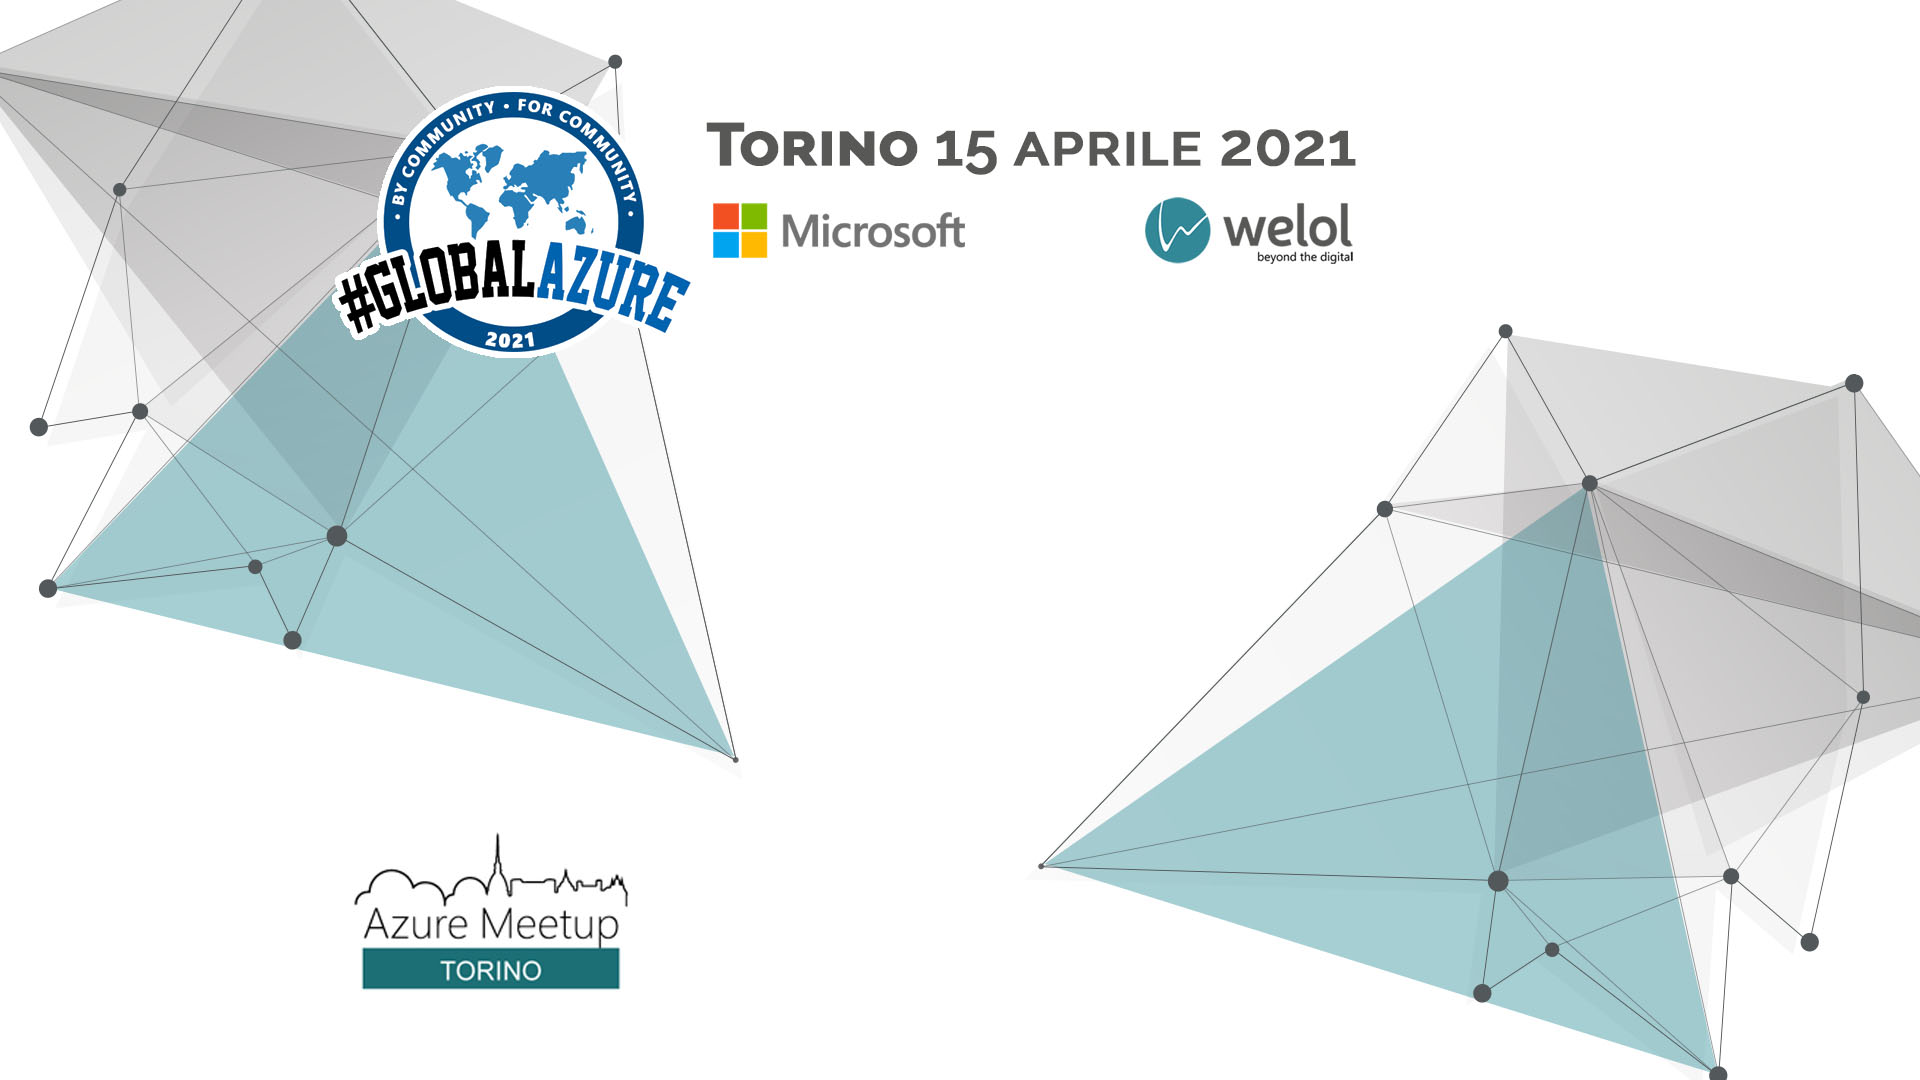 · BY COMMUNITY · FOR COMMUNITY ·
#GLOBALAZURE
2021
TORINO 15 APRILE 2021
Microsoft
welol
beyond the digital
Azure Meetup
TORINO